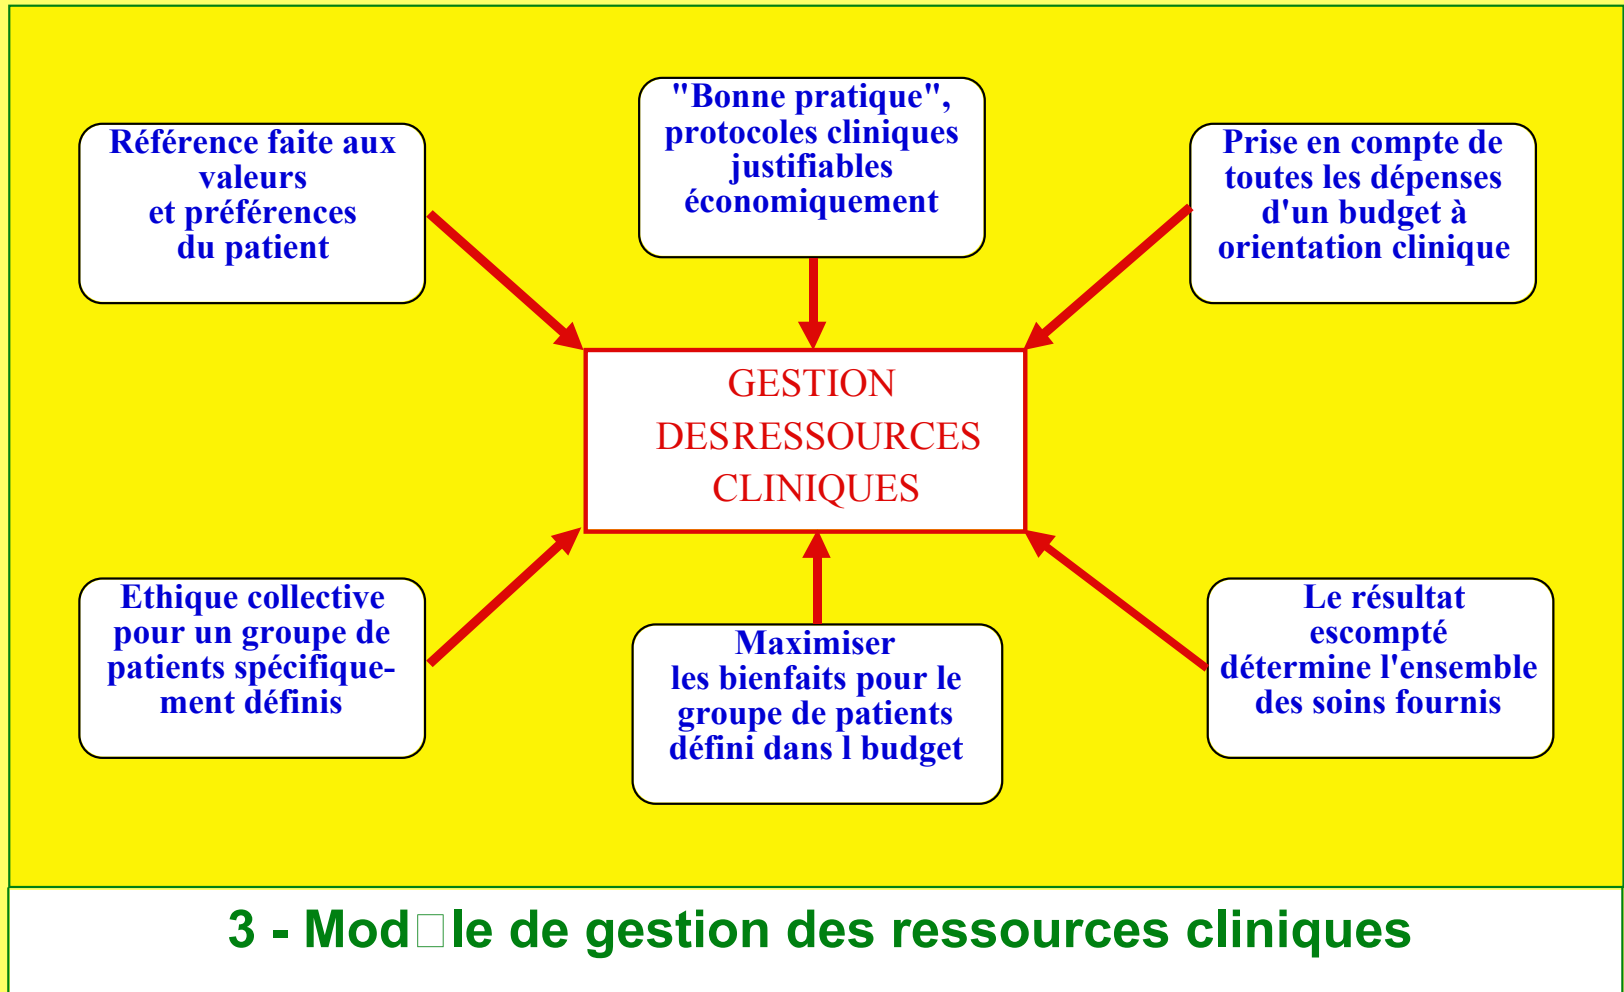 "Bonne pratique",
protocoles cliniques
justifiables
économiquement
Référence faite aux
valeurs
et préférences
du patient
Prise en compte de
toutes les dépenses
d'un budget à
orientation clinique
GESTION
DESRESSOURCES
CLINIQUES
Ethique collective
pour un groupe de
patients spécifique-
ment définis
Maximiser
les bienfaits pour le
groupe de patients
défini dans l budget
Le résultat
escompté
détermine l'ensemble
des soins fournis
3 - Mod□le de gestion des ressources cliniques